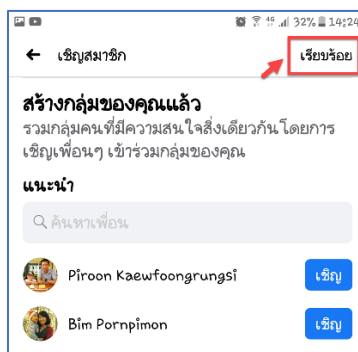 4G 32% 14:24
เชิญสมาชิก เรียบร้อย
สร้างกลุ่มของคุณแล้ว
รวมกลุ่มคนที่มีความสนใจสิ่งเดียวกันโดยการ
เชิญเพื่อนๆ เข้าร่วมกลุ่มของคุณ
แนะนำ
ค้นหาเพื่อน
Piroon Kaewfoongrungsi เชิญ
Bim Pornpimon เชิญ